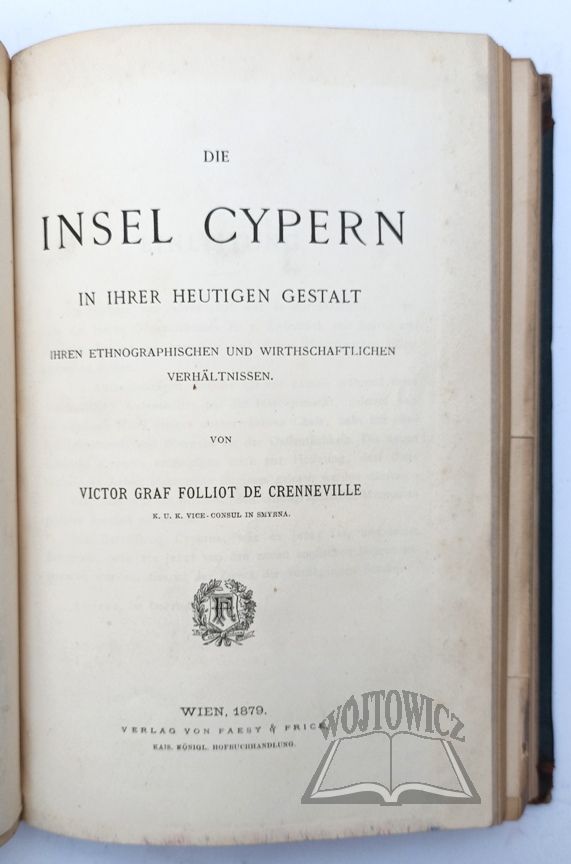 DIE
INSEL CYPERN
IN IHRER HEUTIGEN GESTALT
IHREN ETHNOGRAPHISCHEN UND WIRTHSCHAFTLICHEN
VERHÄLTNISSEN.
VON
VICTOR GRAF FOLLIOT DE CRENNEVILLE
K. U. K. VICE-CONSUL IN SMYRNA.
WIEN, 1879.
VERLAG VON FAESY & FRICK
KAIS. KÖNIGL. HOFBUCHHANDLUNG.
WÓJTOWICZ